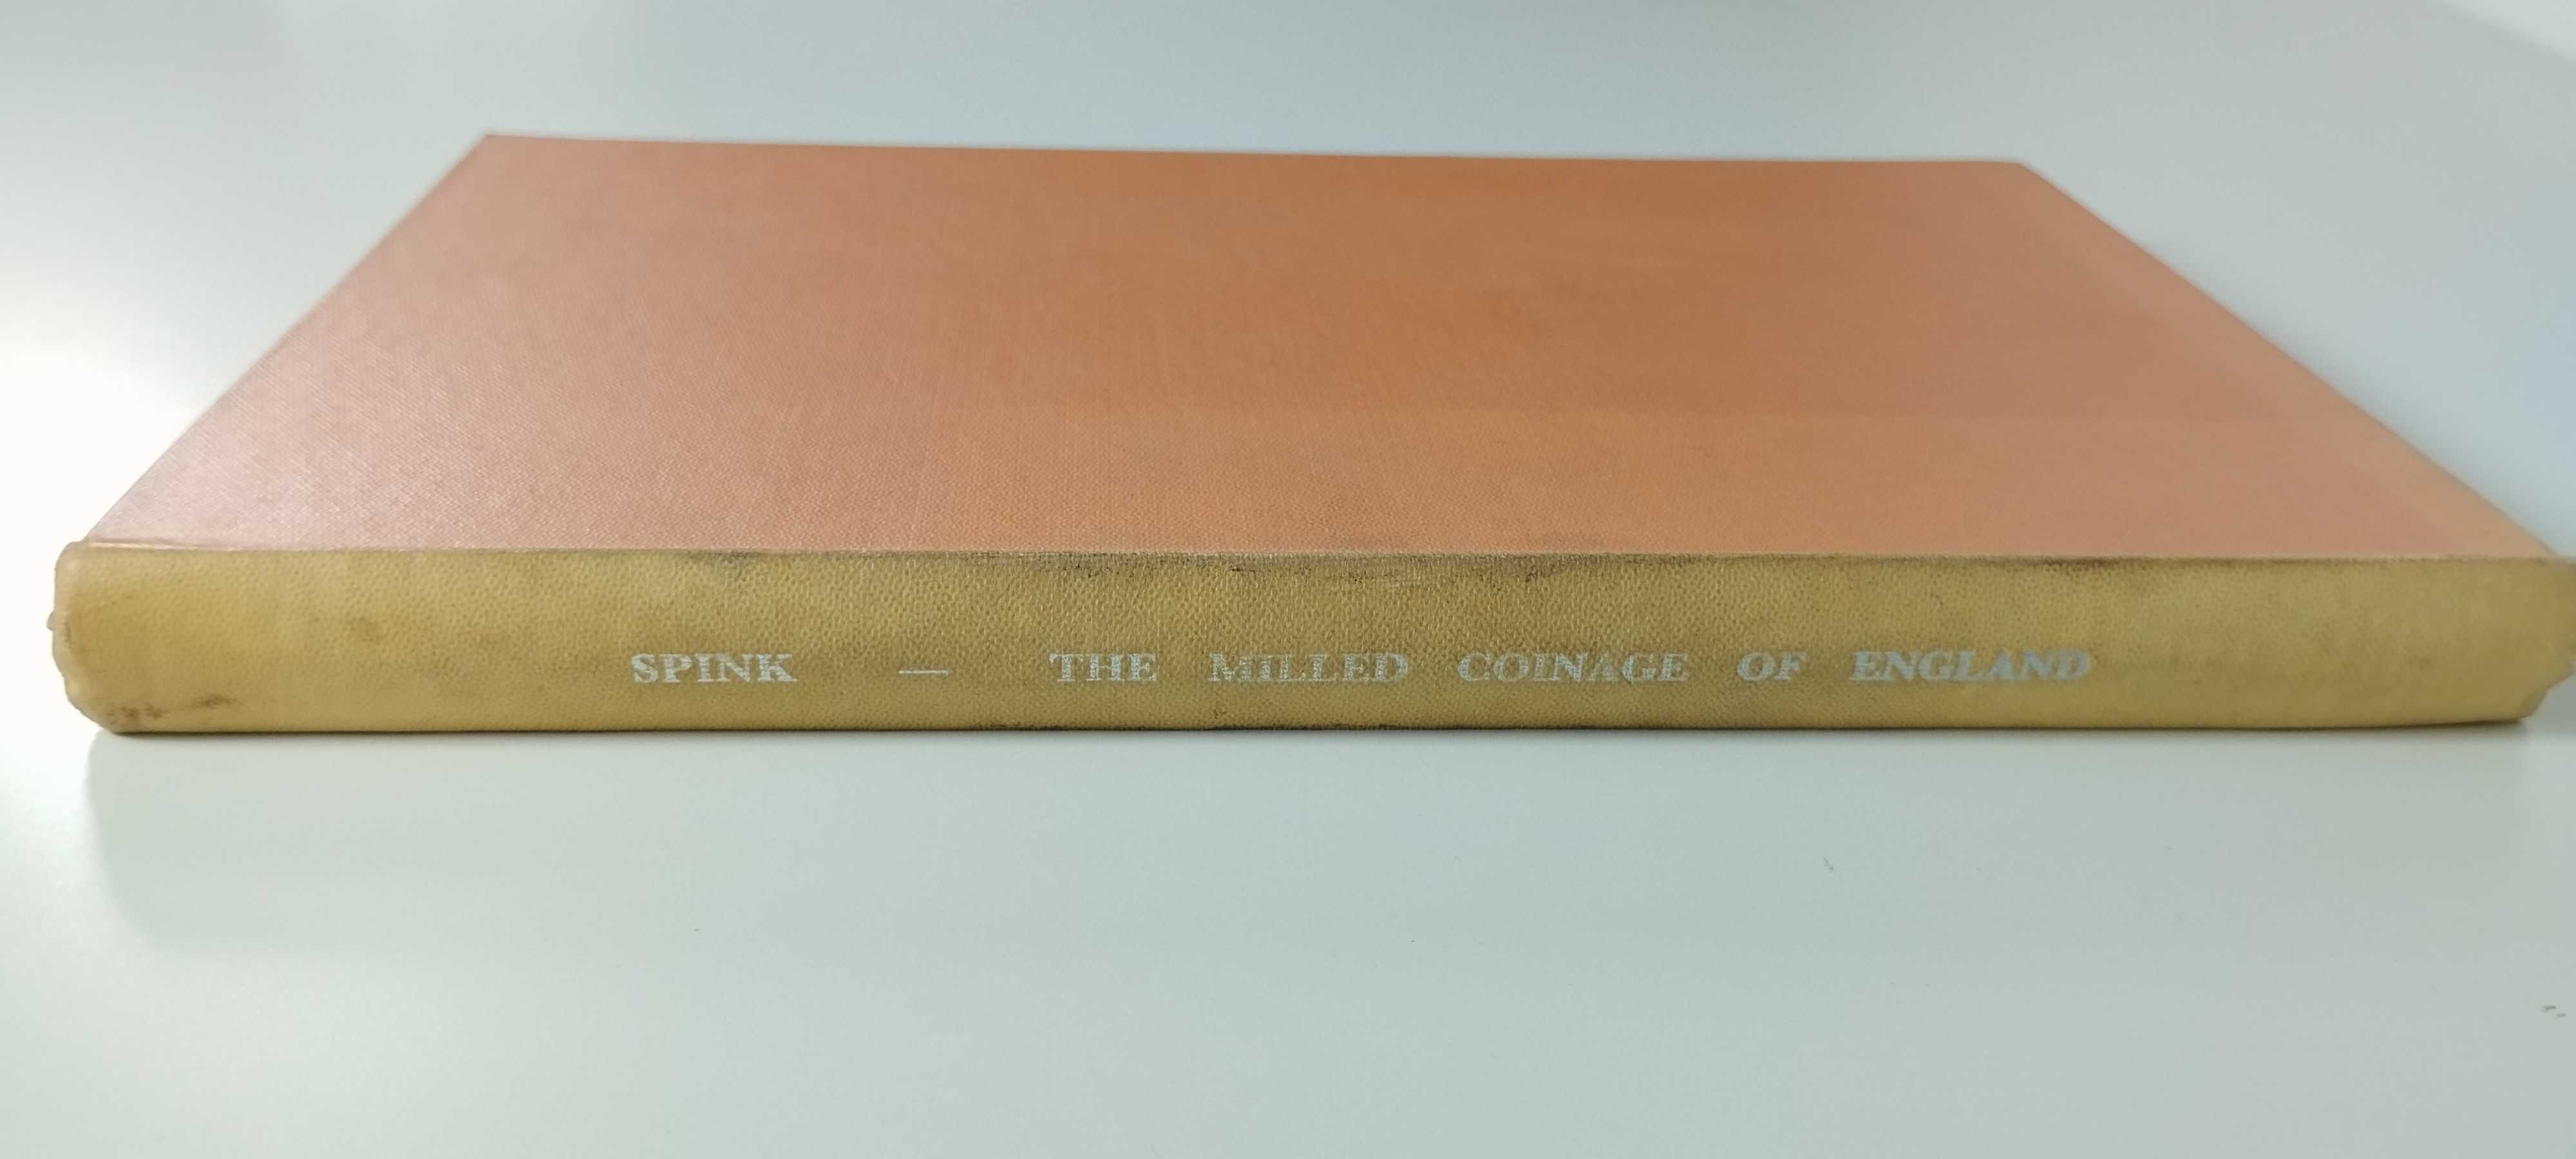 SPINK — THE MILLED COINAGE OF ENGLAND